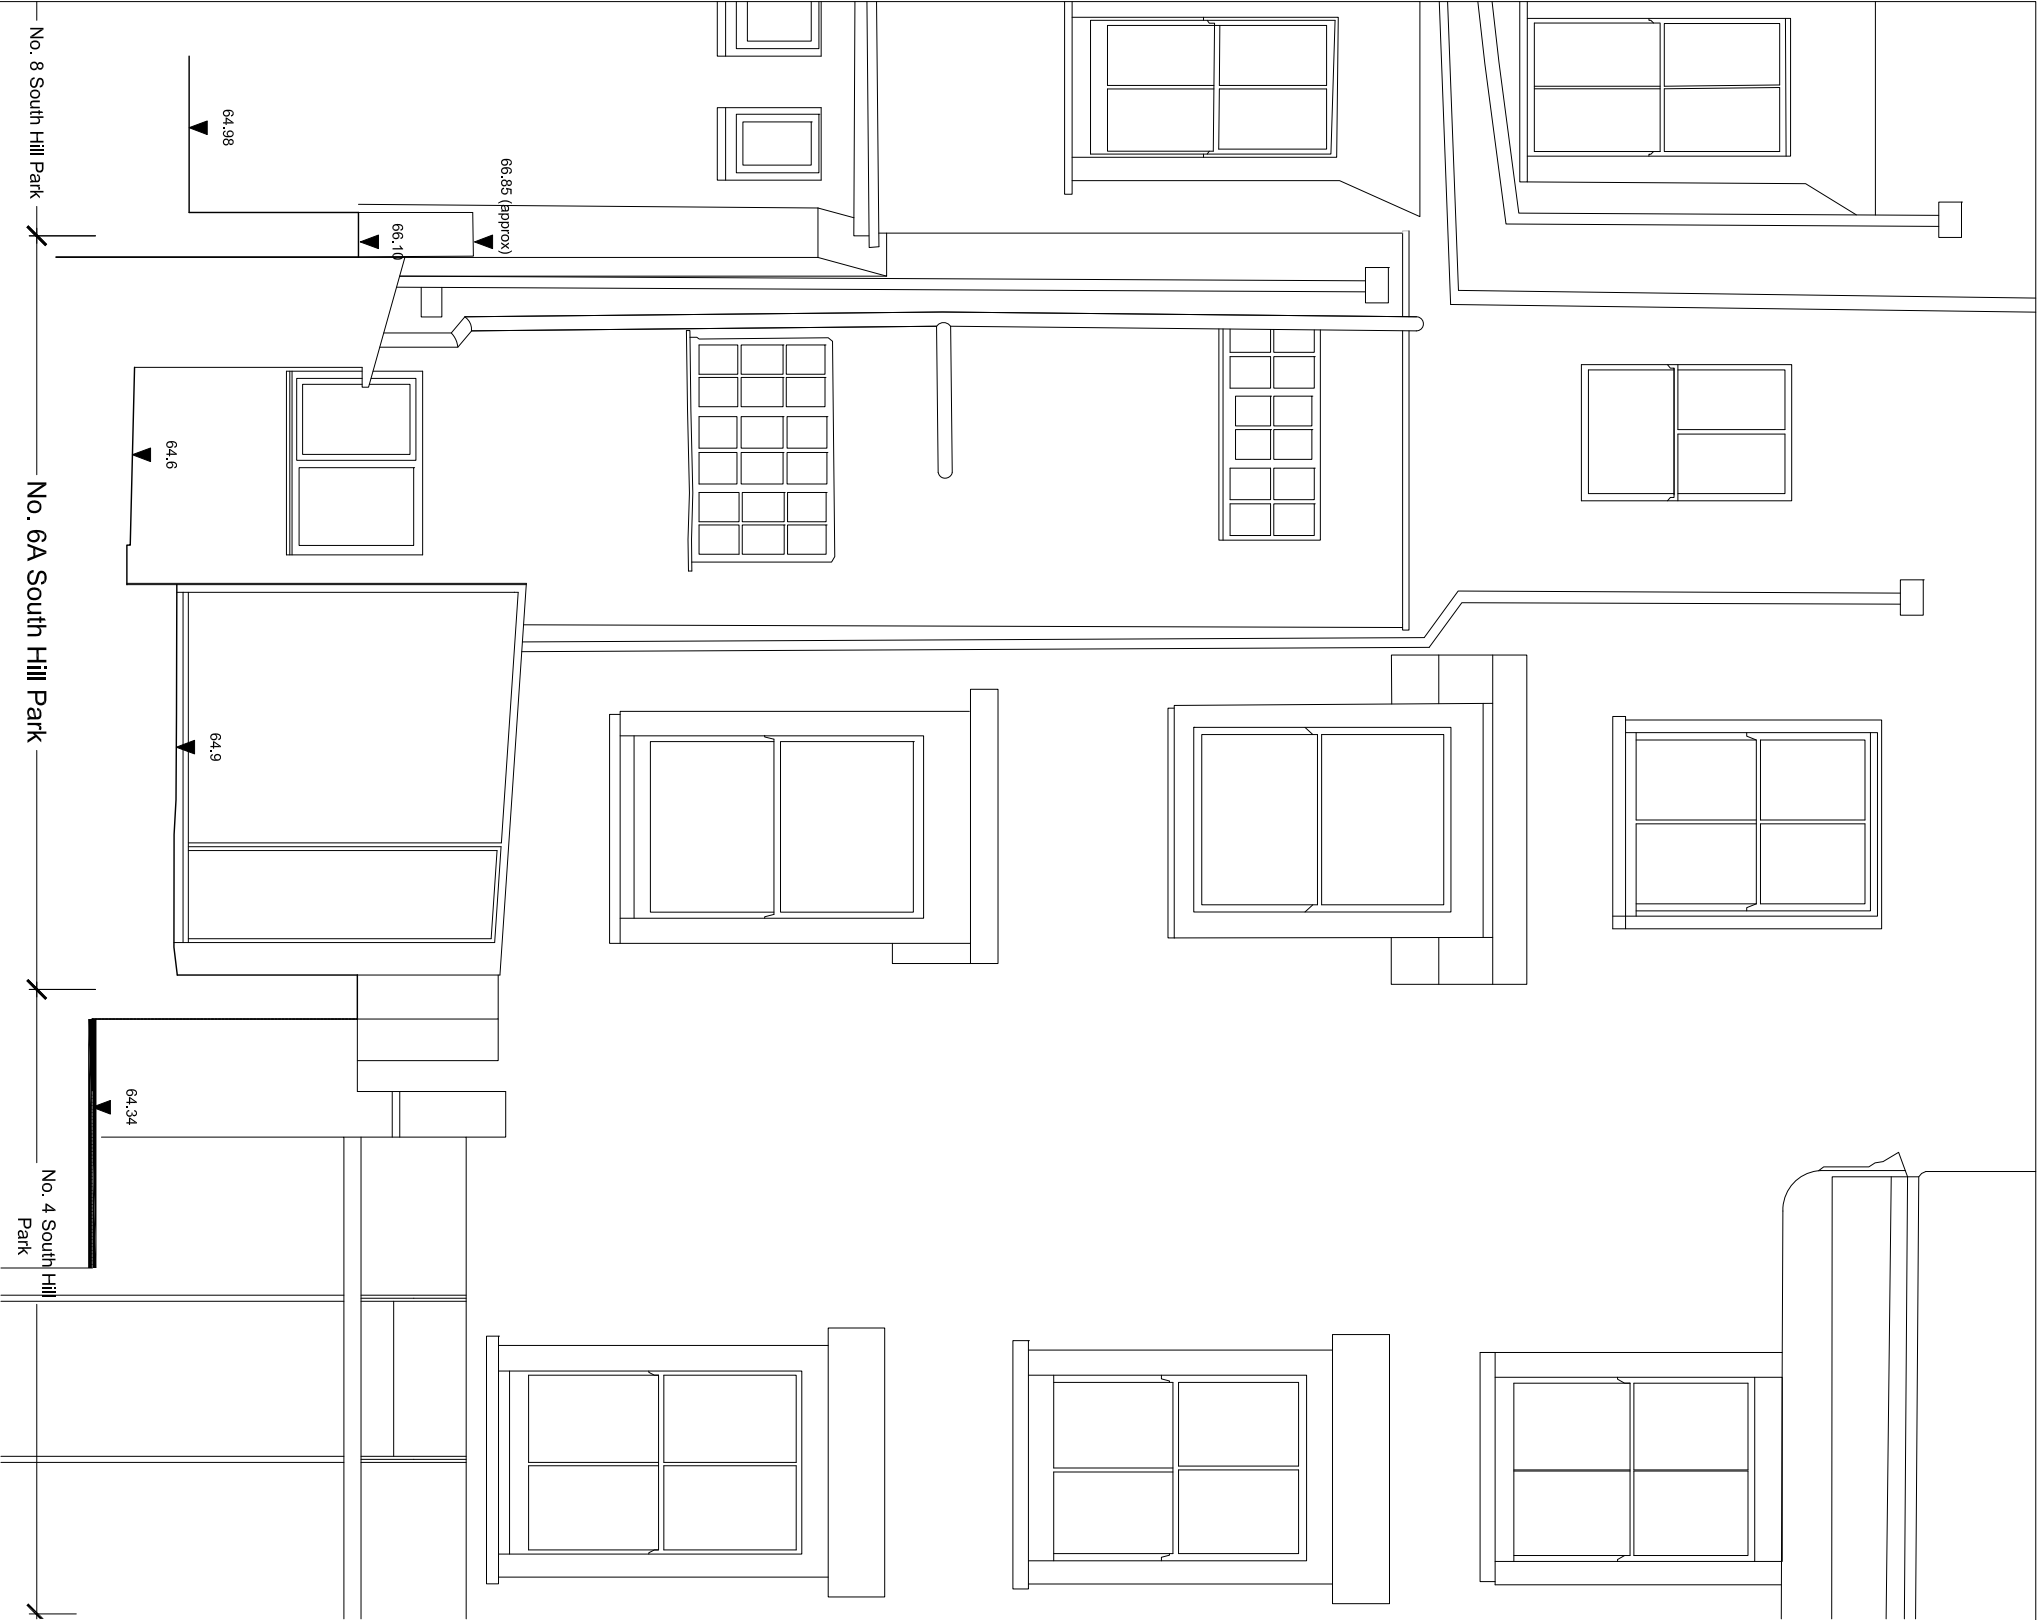 No. 8 South Hill Park
No. 6A South Hill Park
No. 4 South Hill
Park
64.98
66.10
66.85 (approx)
64.6
64.9
64.34